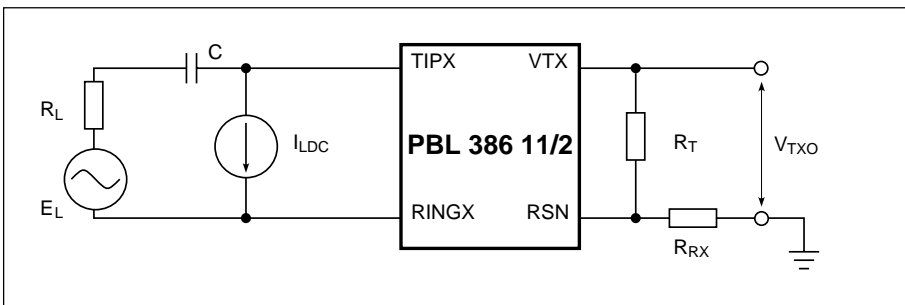 C
TIPX
VTX
R_L
I_LDC
PBL 386 11/2
R_T
V_TXO
E_L
RINGX
RSN
R_RX